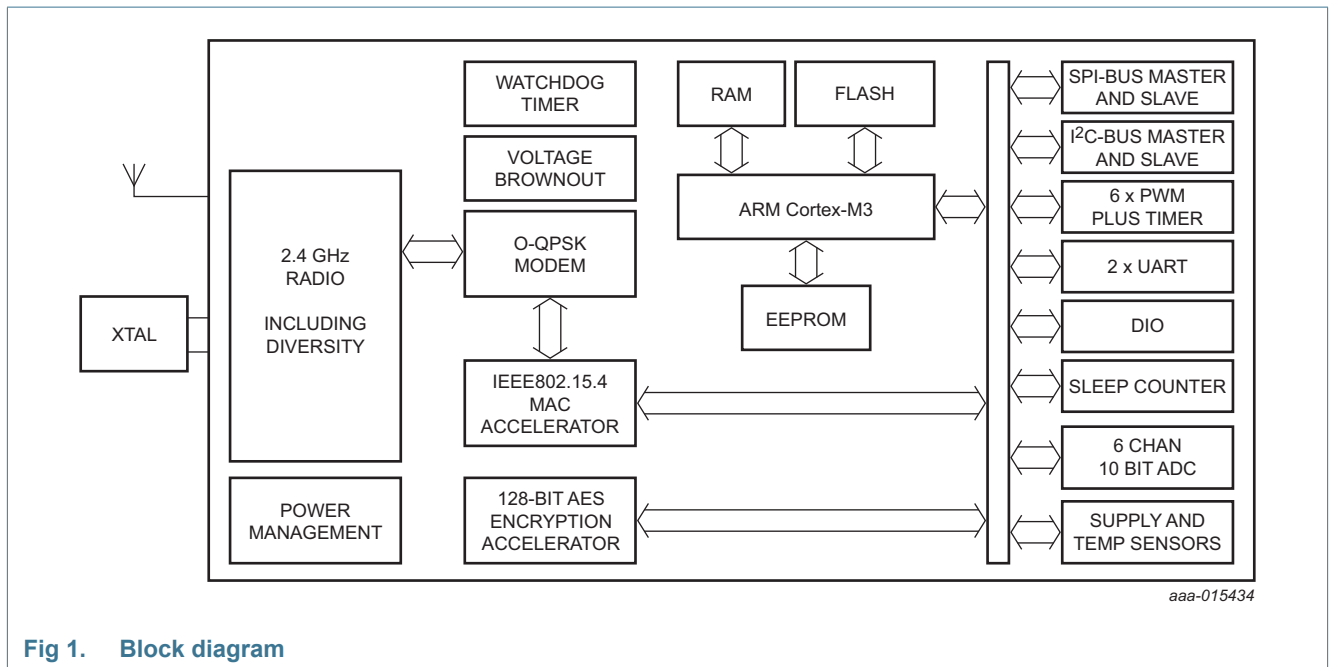 WATCHDOG
TIMER
VOLTAGE
BROWNOUT
2.4 GHz
RADIO
INCLUDING
DIVERSITY
O-QPSK
MODEM
XTAL
IEEE802.15.4
MAC
ACCELERATOR
POWER
MANAGEMENT
128-BIT AES
ENCRYPTION
ACCELERATOR
RAM
FLASH
ARM Cortex-M3
EEPROM
SPI-BUS MASTER
AND SLAVE
I²C-BUS MASTER
AND SLAVE
6 x PWM
PLUS TIMER
2 x UART
DIO
SLEEP COUNTER
6 CHAN
10 BIT ADC
SUPPLY AND
TEMP SENSORS
aaa-015434
Fig 1. Block diagram